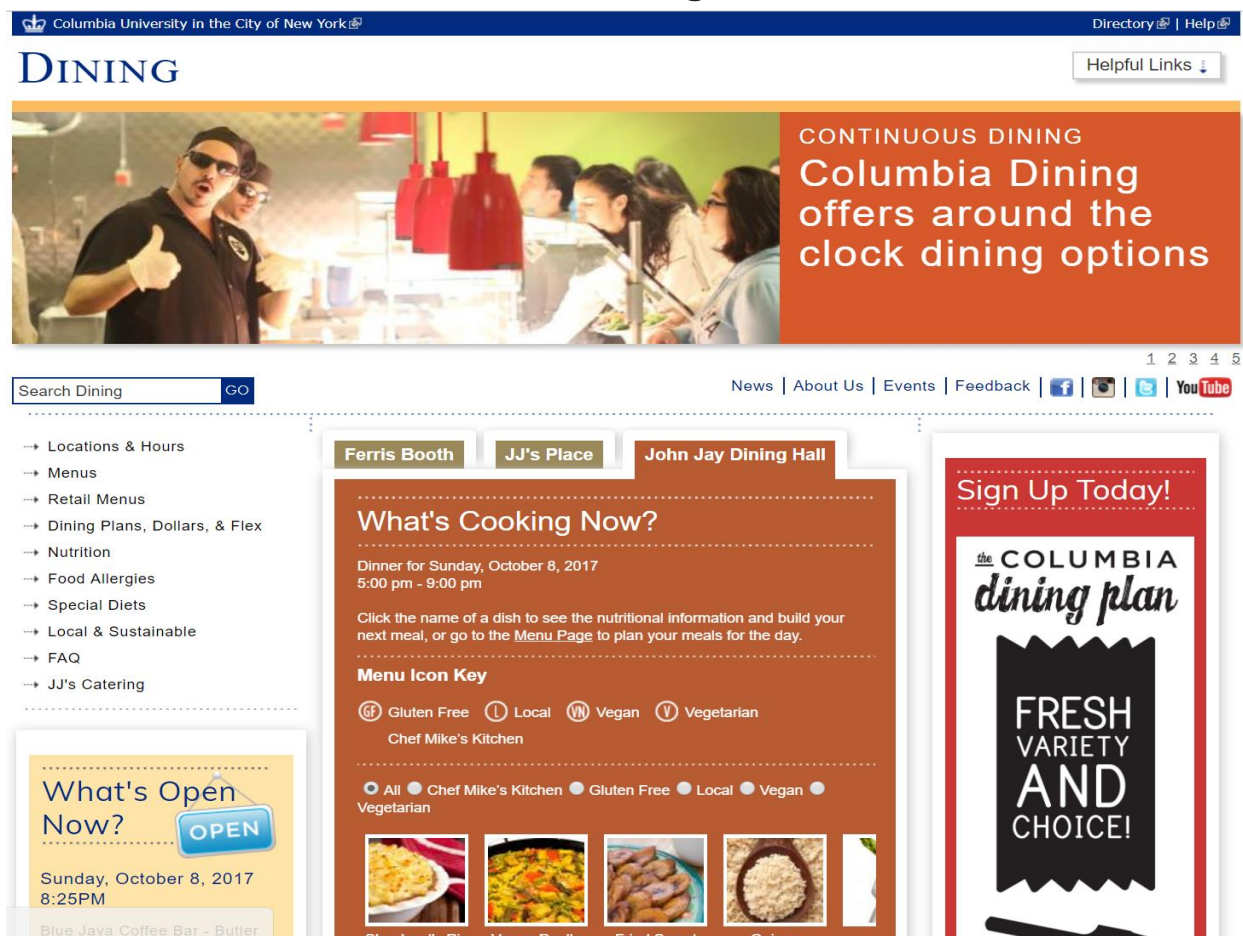 Columbia University in the City of New York
Directory | Help
DINING
Helpful Links
CONTINUOUS DINING
Columbia Dining
offers around the
clock dining options
1 2 3 4 5
Search Dining GO
News | About Us | Events | Feedback | f | YouTube
Locations & Hours
Menus
Retail Menus
Dining Plans, Dollars, & Flex
Nutrition
Food Allergies
Special Diets
Local & Sustainable
FAQ
JJ's Catering
What's Open
Now?
OPEN
Sunday, October 8, 2017
8:25PM
Blue Java Coffee Bar - Butler
Ferris Booth JJ's Place John Jay Dining Hall
What's Cooking Now?
Dinner for Sunday, October 8, 2017
5:00 pm - 9:00 pm
Click the name of a dish to see the nutritional information and build your
next meal, or go to the Menu Page to plan your meals for the day.
Menu Icon Key
GF Gluten Free L Local VN Vegan V Vegetarian
Chef Mike's Kitchen
All Chef Mike's Kitchen Gluten Free Local Vegan
Vegetarian
Sign Up Today!
the COLUMBIA
dining plan
FRESH
VARIETY
AND
CHOICE!